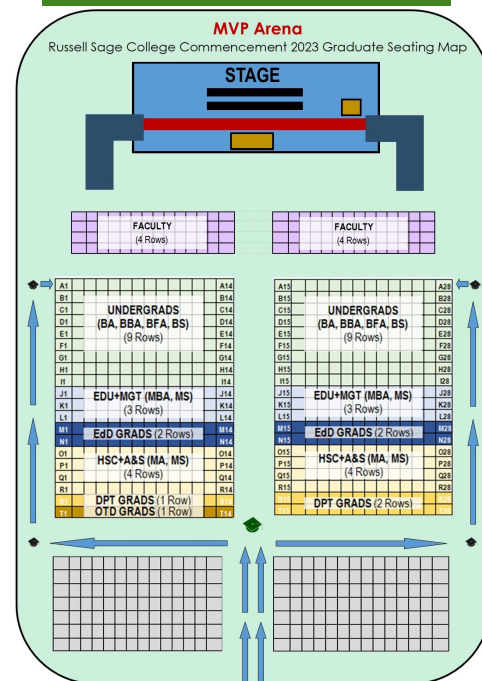 MVP Arena
Russell Sage College Commencement 2023 Graduate Seating Map
STAGE
FACULTY
(4 Rows)
FACULTY
(4 Rows)
A1 A14
B1 B14
C1 C14
D1 D14
E1 E14
F1 F14
G1 G14
H1 H14
I1 I14
UNDERGRADS
(BA, BBA, BFA, BS)
(9 Rows)
J1 J14
K1 K14
L1 L14
EDU+MGT (MBA, MS)
(3 Rows)
M1 M14
N1 N14
EdD GRADS (2 Rows)
O1 O14
P1 P14
Q1 Q14
R1 R14
HSC+A&S (MA, MS)
(4 Rows)
DPT GRADS (1 Row)
T1 OTD GRADS (1 Row) T14
A15 A28
B15 B28
C15 C28
D15 D28
E15 E28
F15 F28
G15 G28
H15 H28
I15 I28
UNDERGRADS
(BA, BBA, BFA, BS)
(9 Rows)
J15 J28
K15 K28
L15 L28
EDU+MGT (MBA, MS)
(3 Rows)
M15 M28
N15 N28
EdD GRADS (2 Rows)
O15 O28
P15 P28
Q15 Q28
R15 R28
HSC+A&S (MA, MS)
(4 Rows)
DPT GRADS (2 Rows)